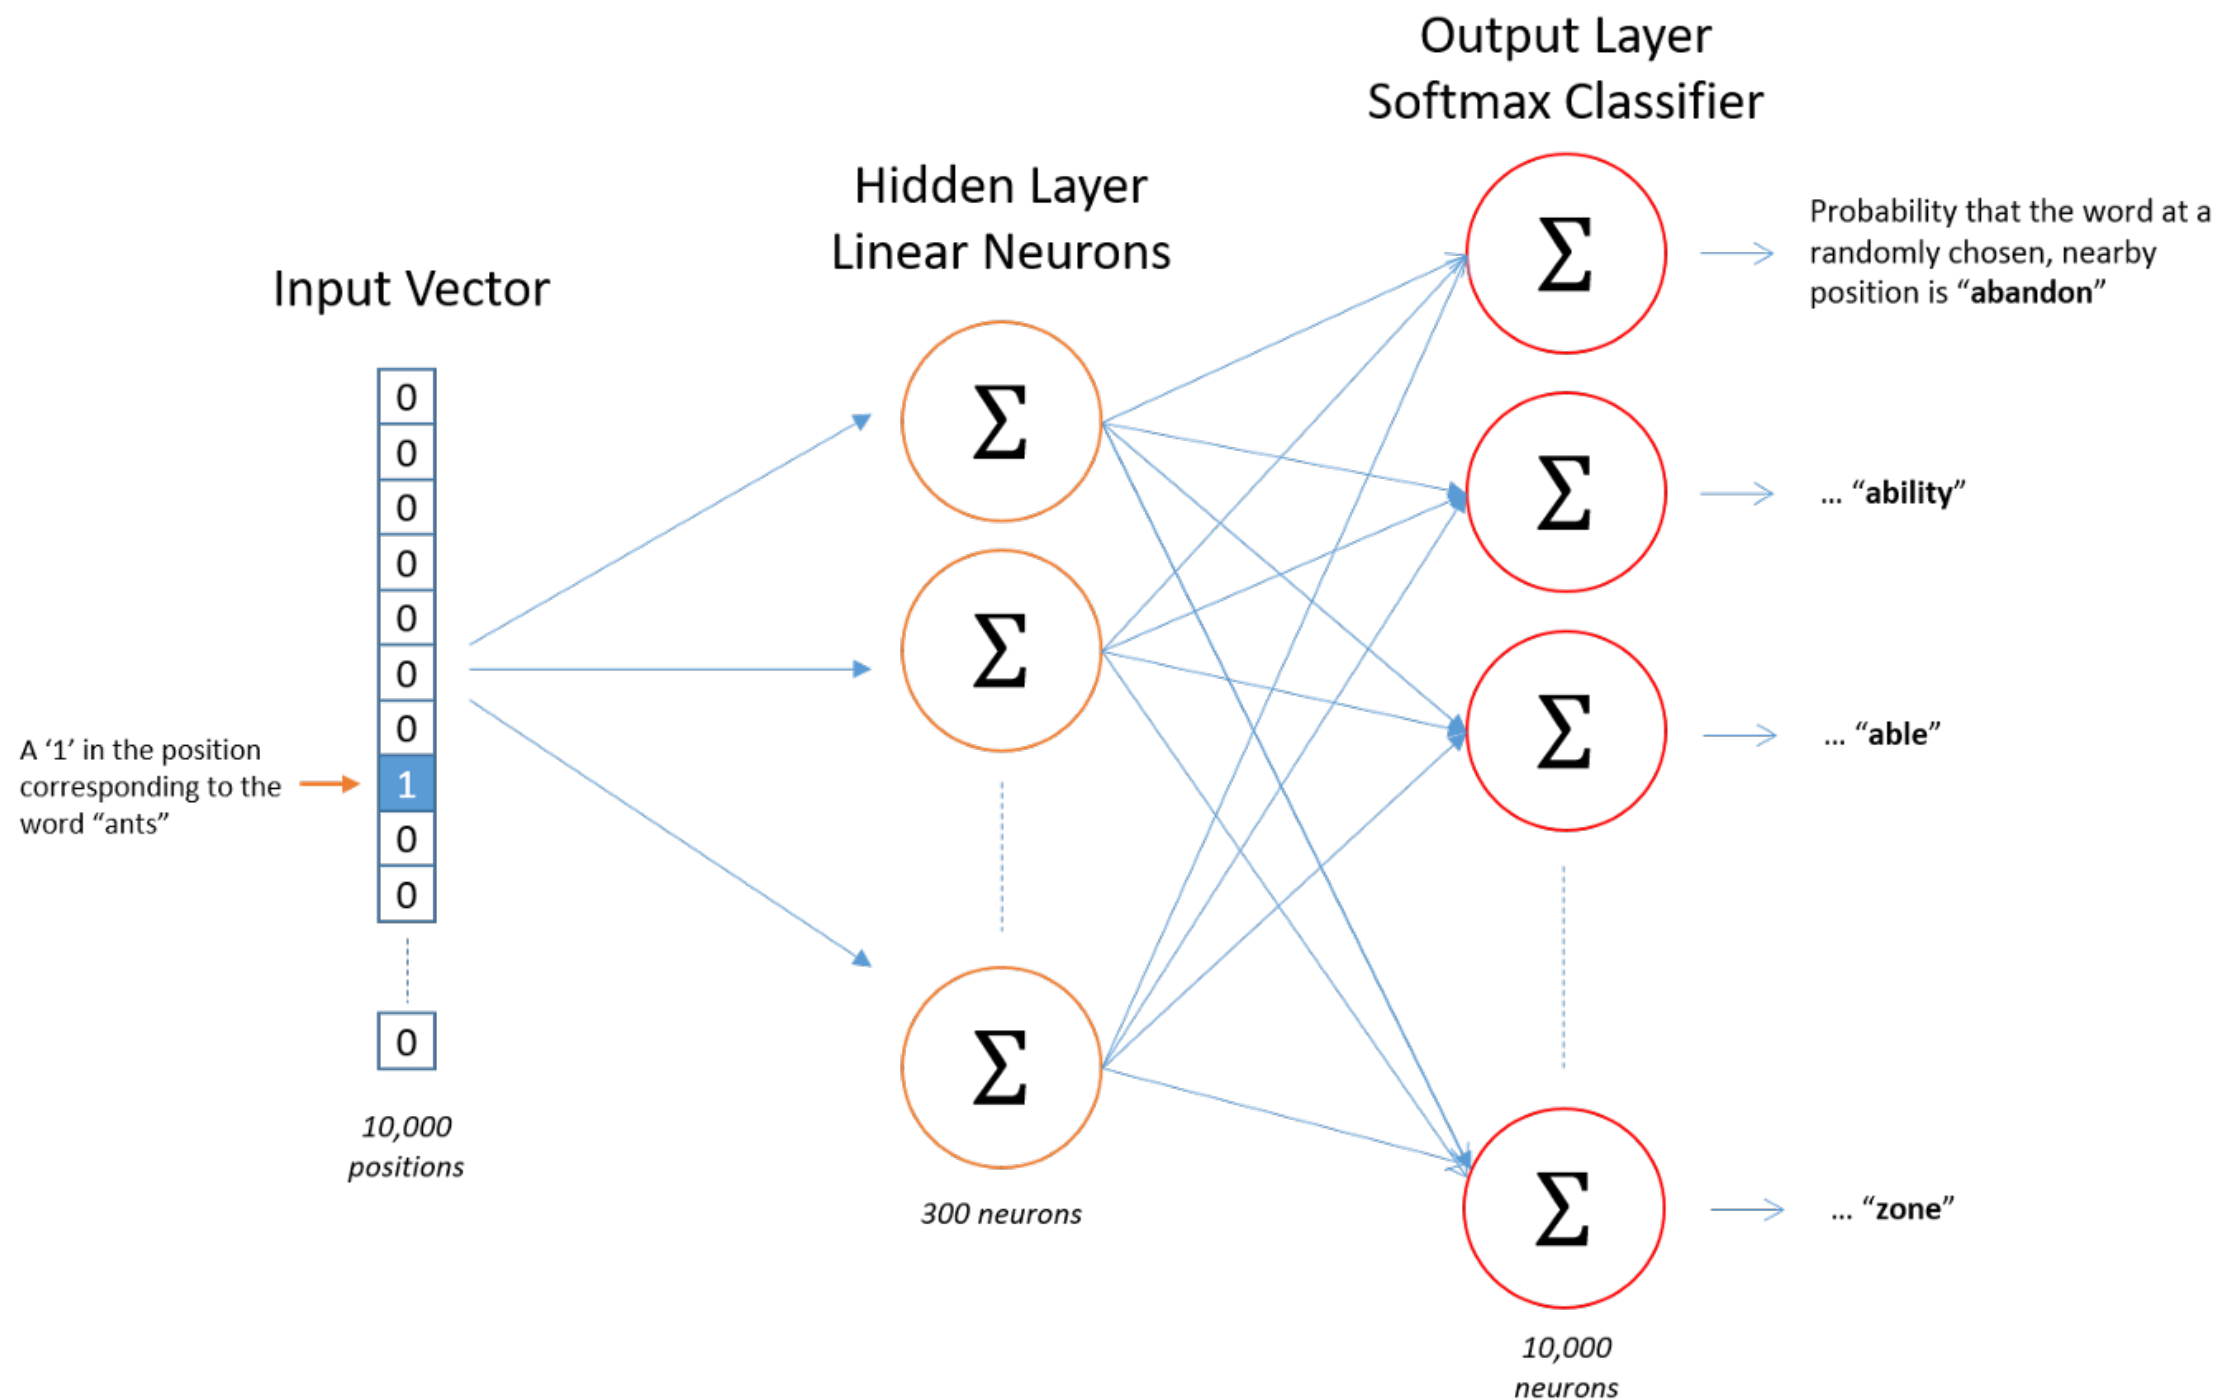 Output Layer
Softmax Classifier
Hidden Layer
Linear Neurons
Input Vector
0
0
0
0
0
0
0
1
0
0
0
A ‘1’ in the position
corresponding to the
word “ants”
10,000
positions
Σ
Σ
Σ
300 neurons
Σ
Σ
Σ
Σ
10,000
neurons
Probability that the word at a
randomly chosen, nearby
position is “abandon”
... “ability”
... “able”
... “zone”